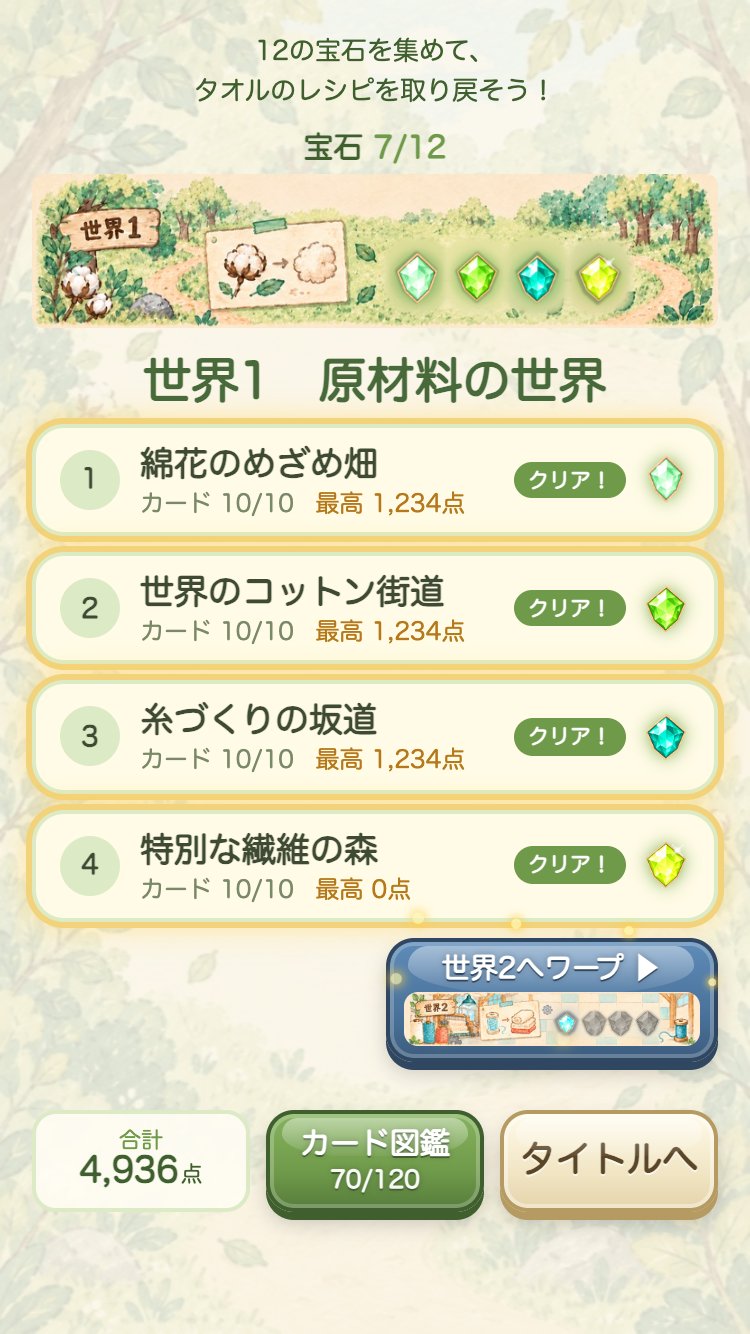 12の宝石を集めて、
タオルのレシピを取り戻そう！
宝石 7/12
世界1
世界1　原材料の世界
1
綿花のめざめ畑
カード 10/10 最高 1,234点
クリア！
2
世界のコットン街道
カード 10/10 最高 1,234点
クリア！
3
糸づくりの坂道
カード 10/10 最高 1,234点
クリア！
4
特別な繊維の森
カード 10/10 最高 0点
クリア！
世界2へワープ ▶
世界2
合計
4,936点
カード図鑑
70/120
タイトルへ